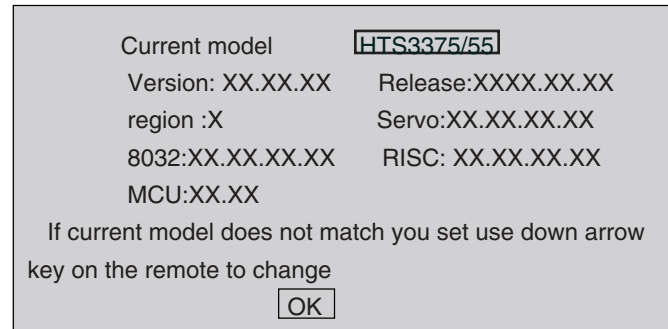 Current model HTS3375/55
Version: XX.XX.XX Release:XXXX.XX.XX
region :X Servo:XX.XX.XX.XX
8032:XX.XX.XX.XX RISC: XX.XX.XX.XX
MCU:XX.XX
If current model does not match you set use down arrow
key on the remote to change
OK